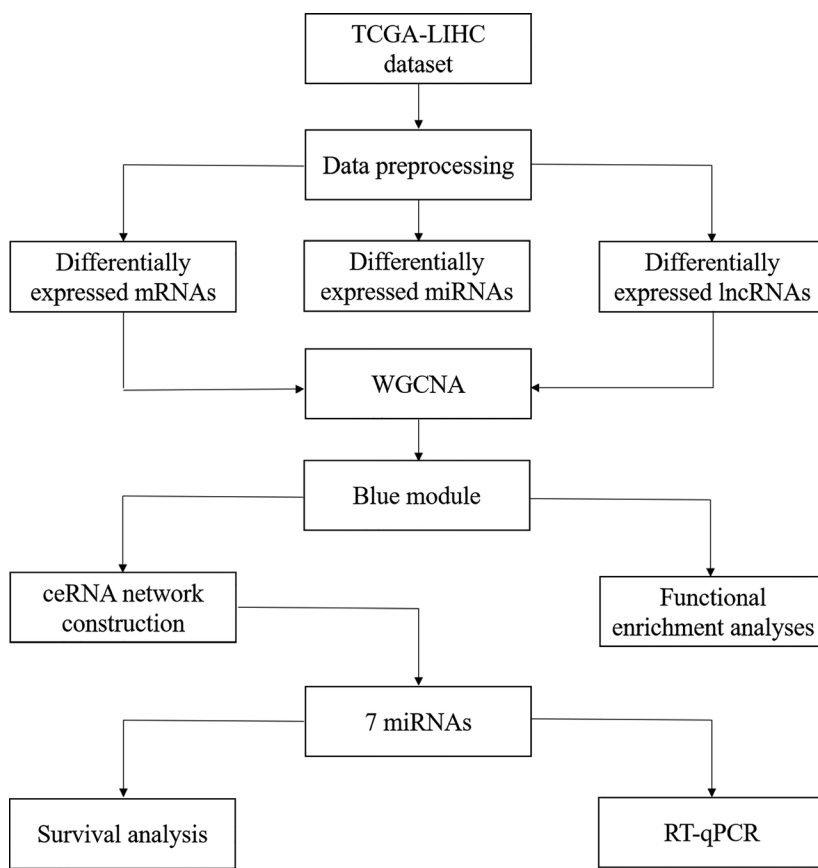 TCGA-LIHC
dataset
Data preprocessing
Differentially
expressed mRNAs
Differentially
expressed miRNAs
Differentially
expressed lncRNAs
WGCNA
Blue module
ceRNA network
construction
Functional
enrichment analyses
7 miRNAs
Survival analysis
RT-qPCR